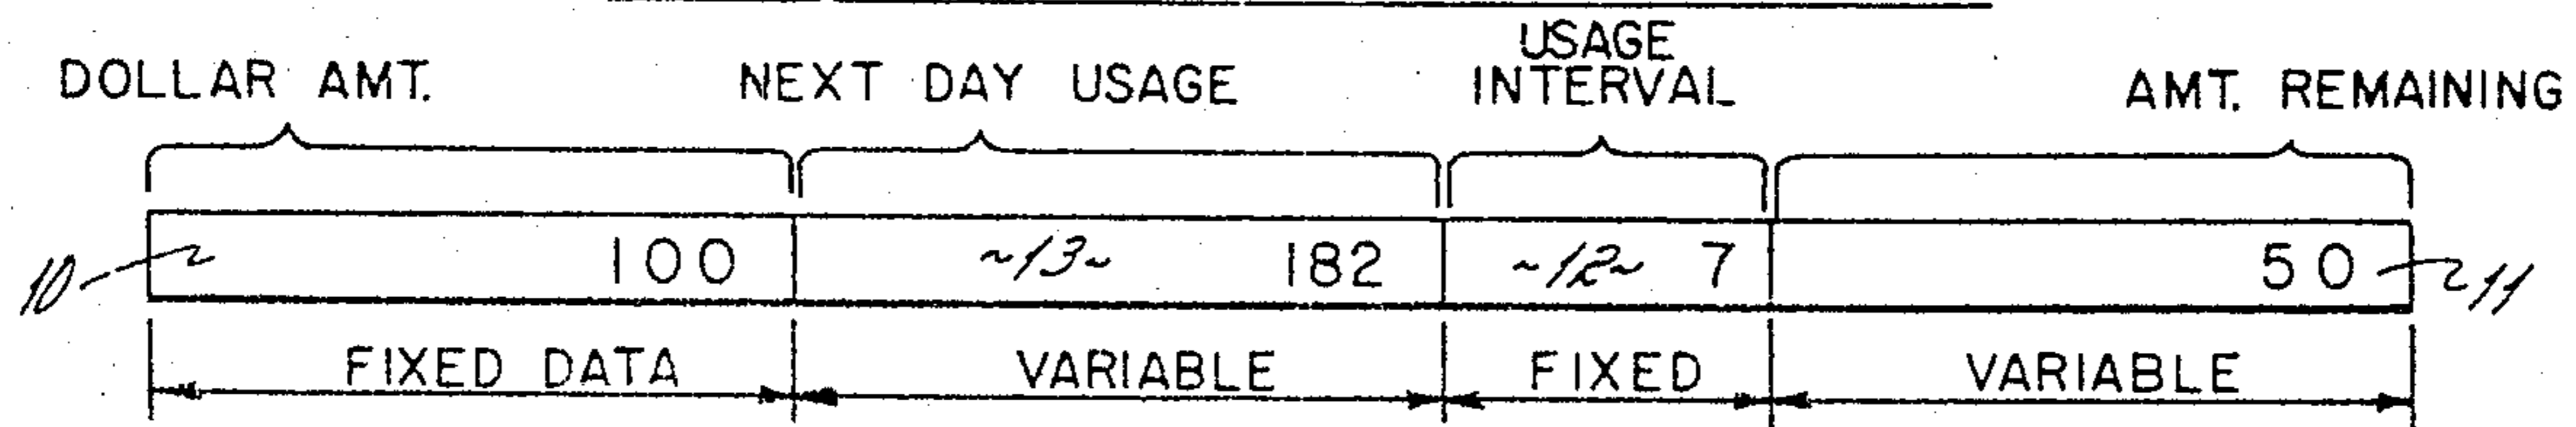 USAGE
DOLLAR AMT. NEXT DAY USAGE INTERVAL AMT. REMAINING
10 100 ~13~ 182 ~12~ 7 50 11
FIXED DATA VARIABLE FIXED VARIABLE